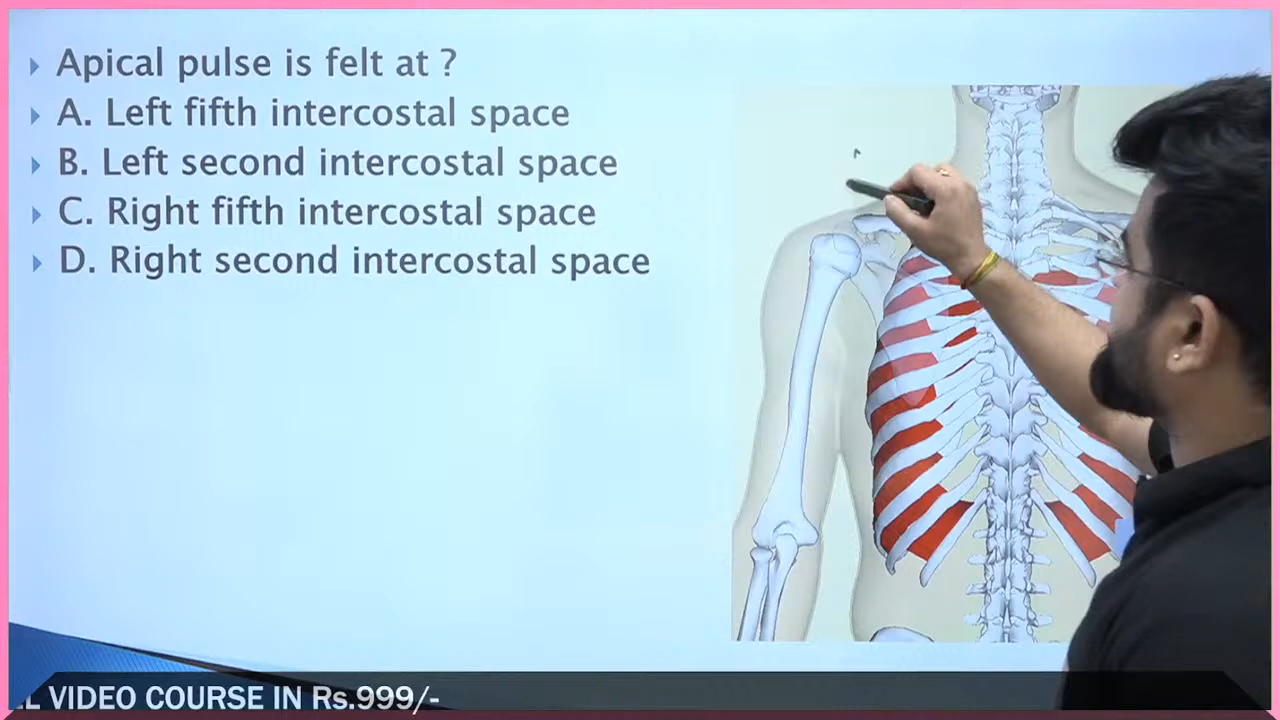 Apical pulse is felt at ?
A. Left fifth intercostal space
B. Left second intercostal space
C. Right fifth intercostal space
D. Right second intercostal space
VIDEO COURSE IN Rs.999/-